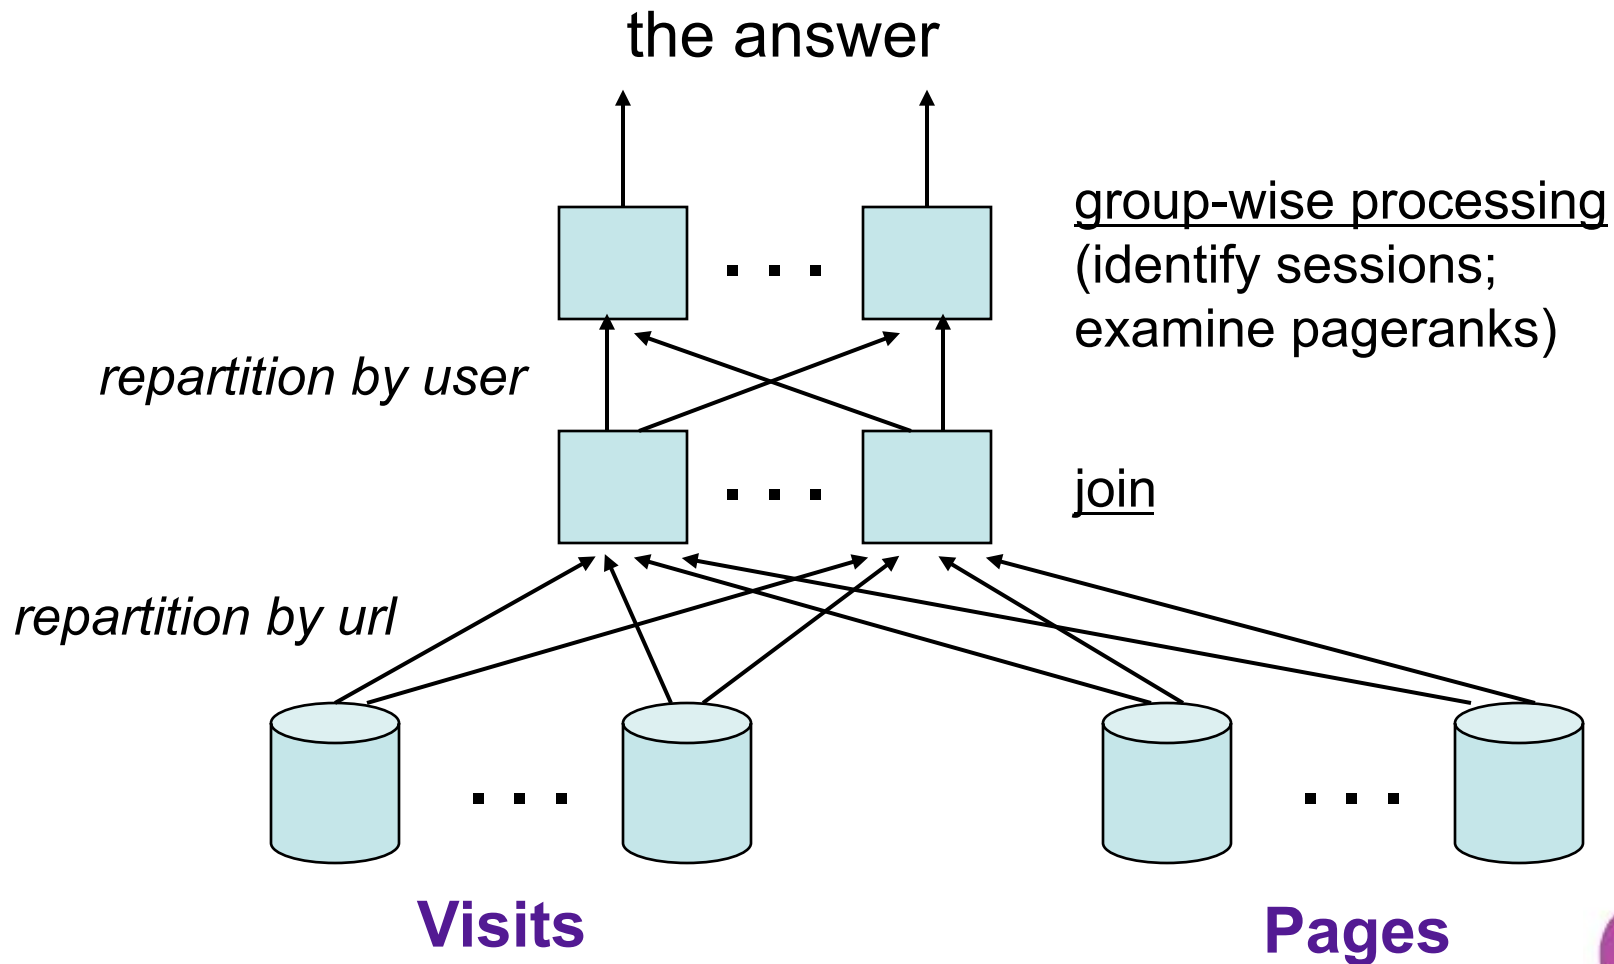 the answer
group-wise processing
(identify sessions;
examine pageranks)
repartition by user
. . .
join
. . .
repartition by url
. . .
. . .
Visits
Pages